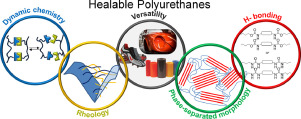 Healable Polyurethanes
Dynamic chemistry
Rheology
Versatility
Phase-separated morphology
H- bonding